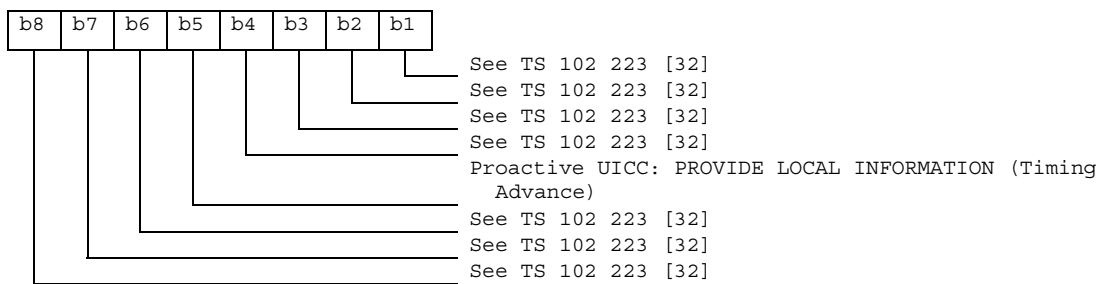 b8 b7 b6 b5 b4 b3 b2 b1
See TS 102 223 [32]
See TS 102 223 [32]
See TS 102 223 [32]
See TS 102 223 [32]
Proactive UICC: PROVIDE LOCAL INFORMATION (Timing
Advance)
See TS 102 223 [32]
See TS 102 223 [32]
See TS 102 223 [32]